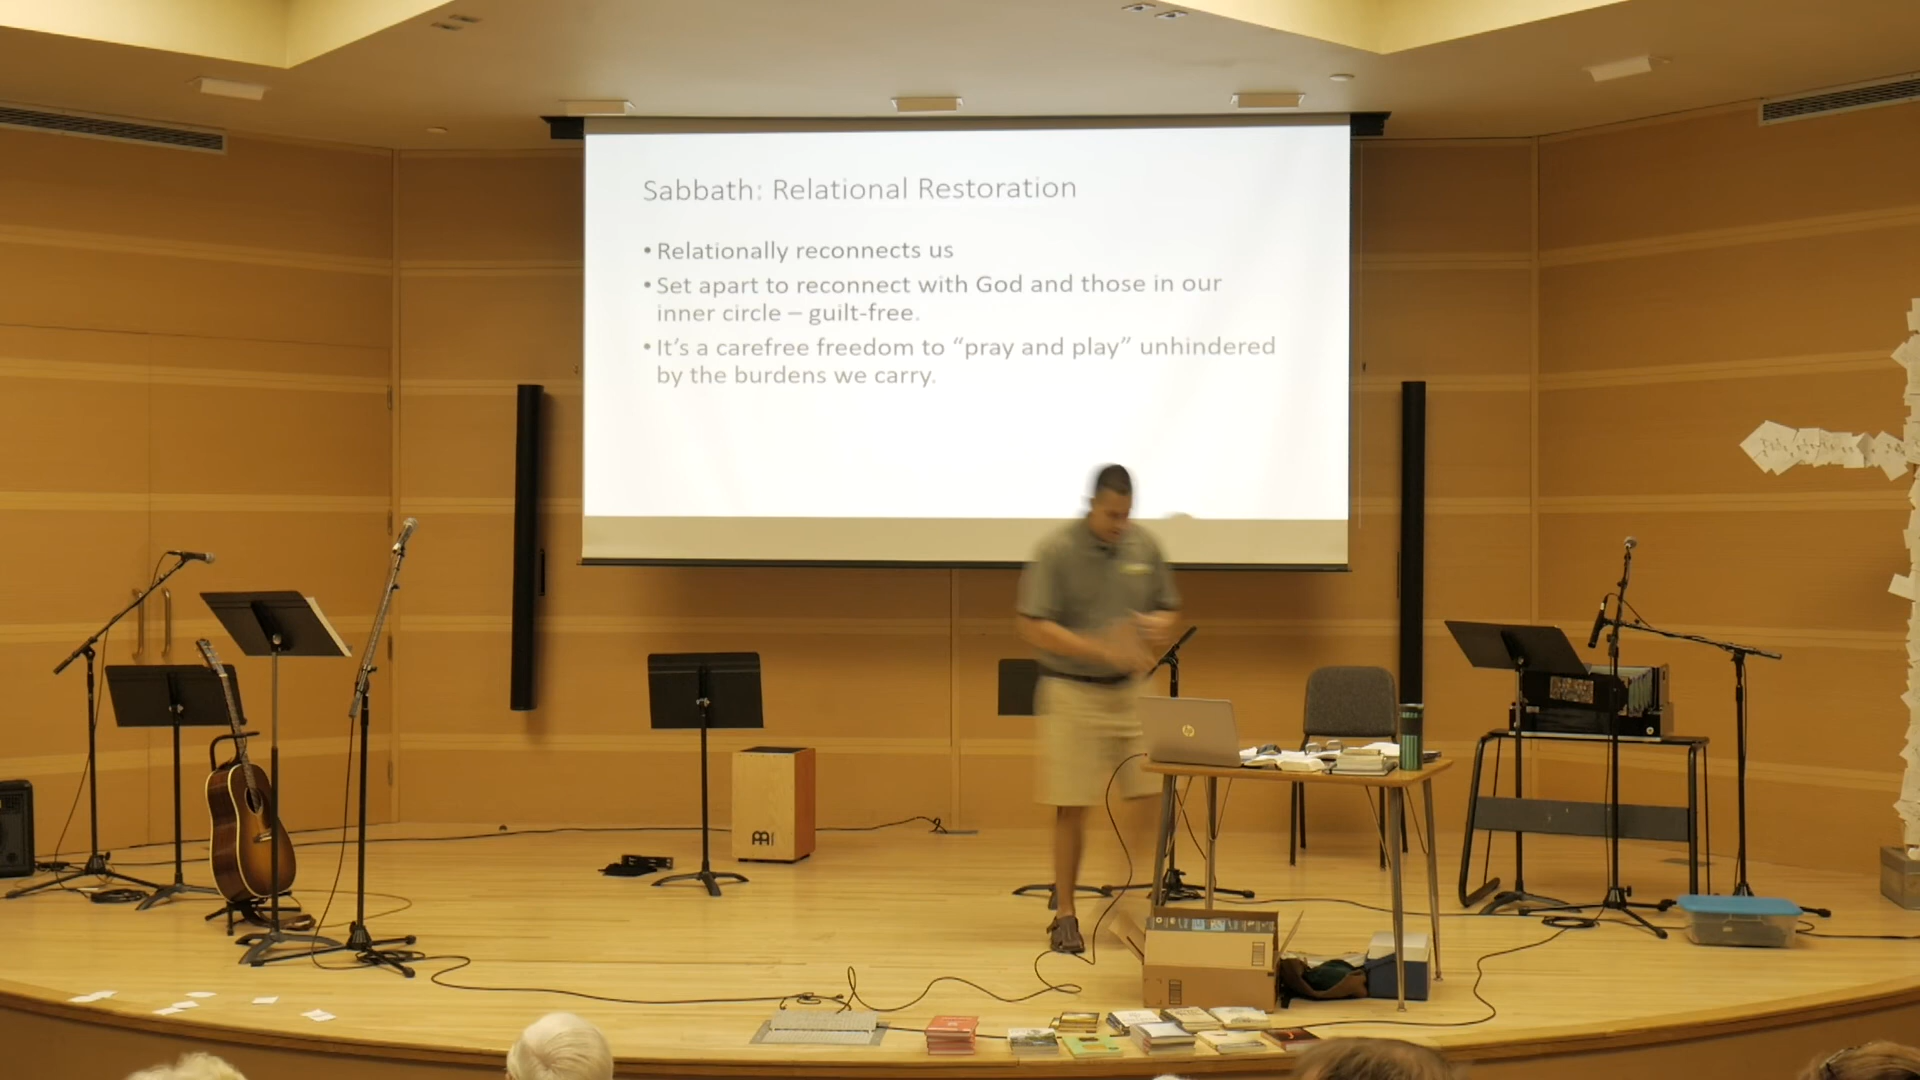 Sabbath: Relational Restoration
• Relationally reconnects us
• Set apart to reconnect with God and those in our
inner circle – guilt-free.
• It's a carefree freedom to “pray and play” unhindered
by the burdens we carry.
hp